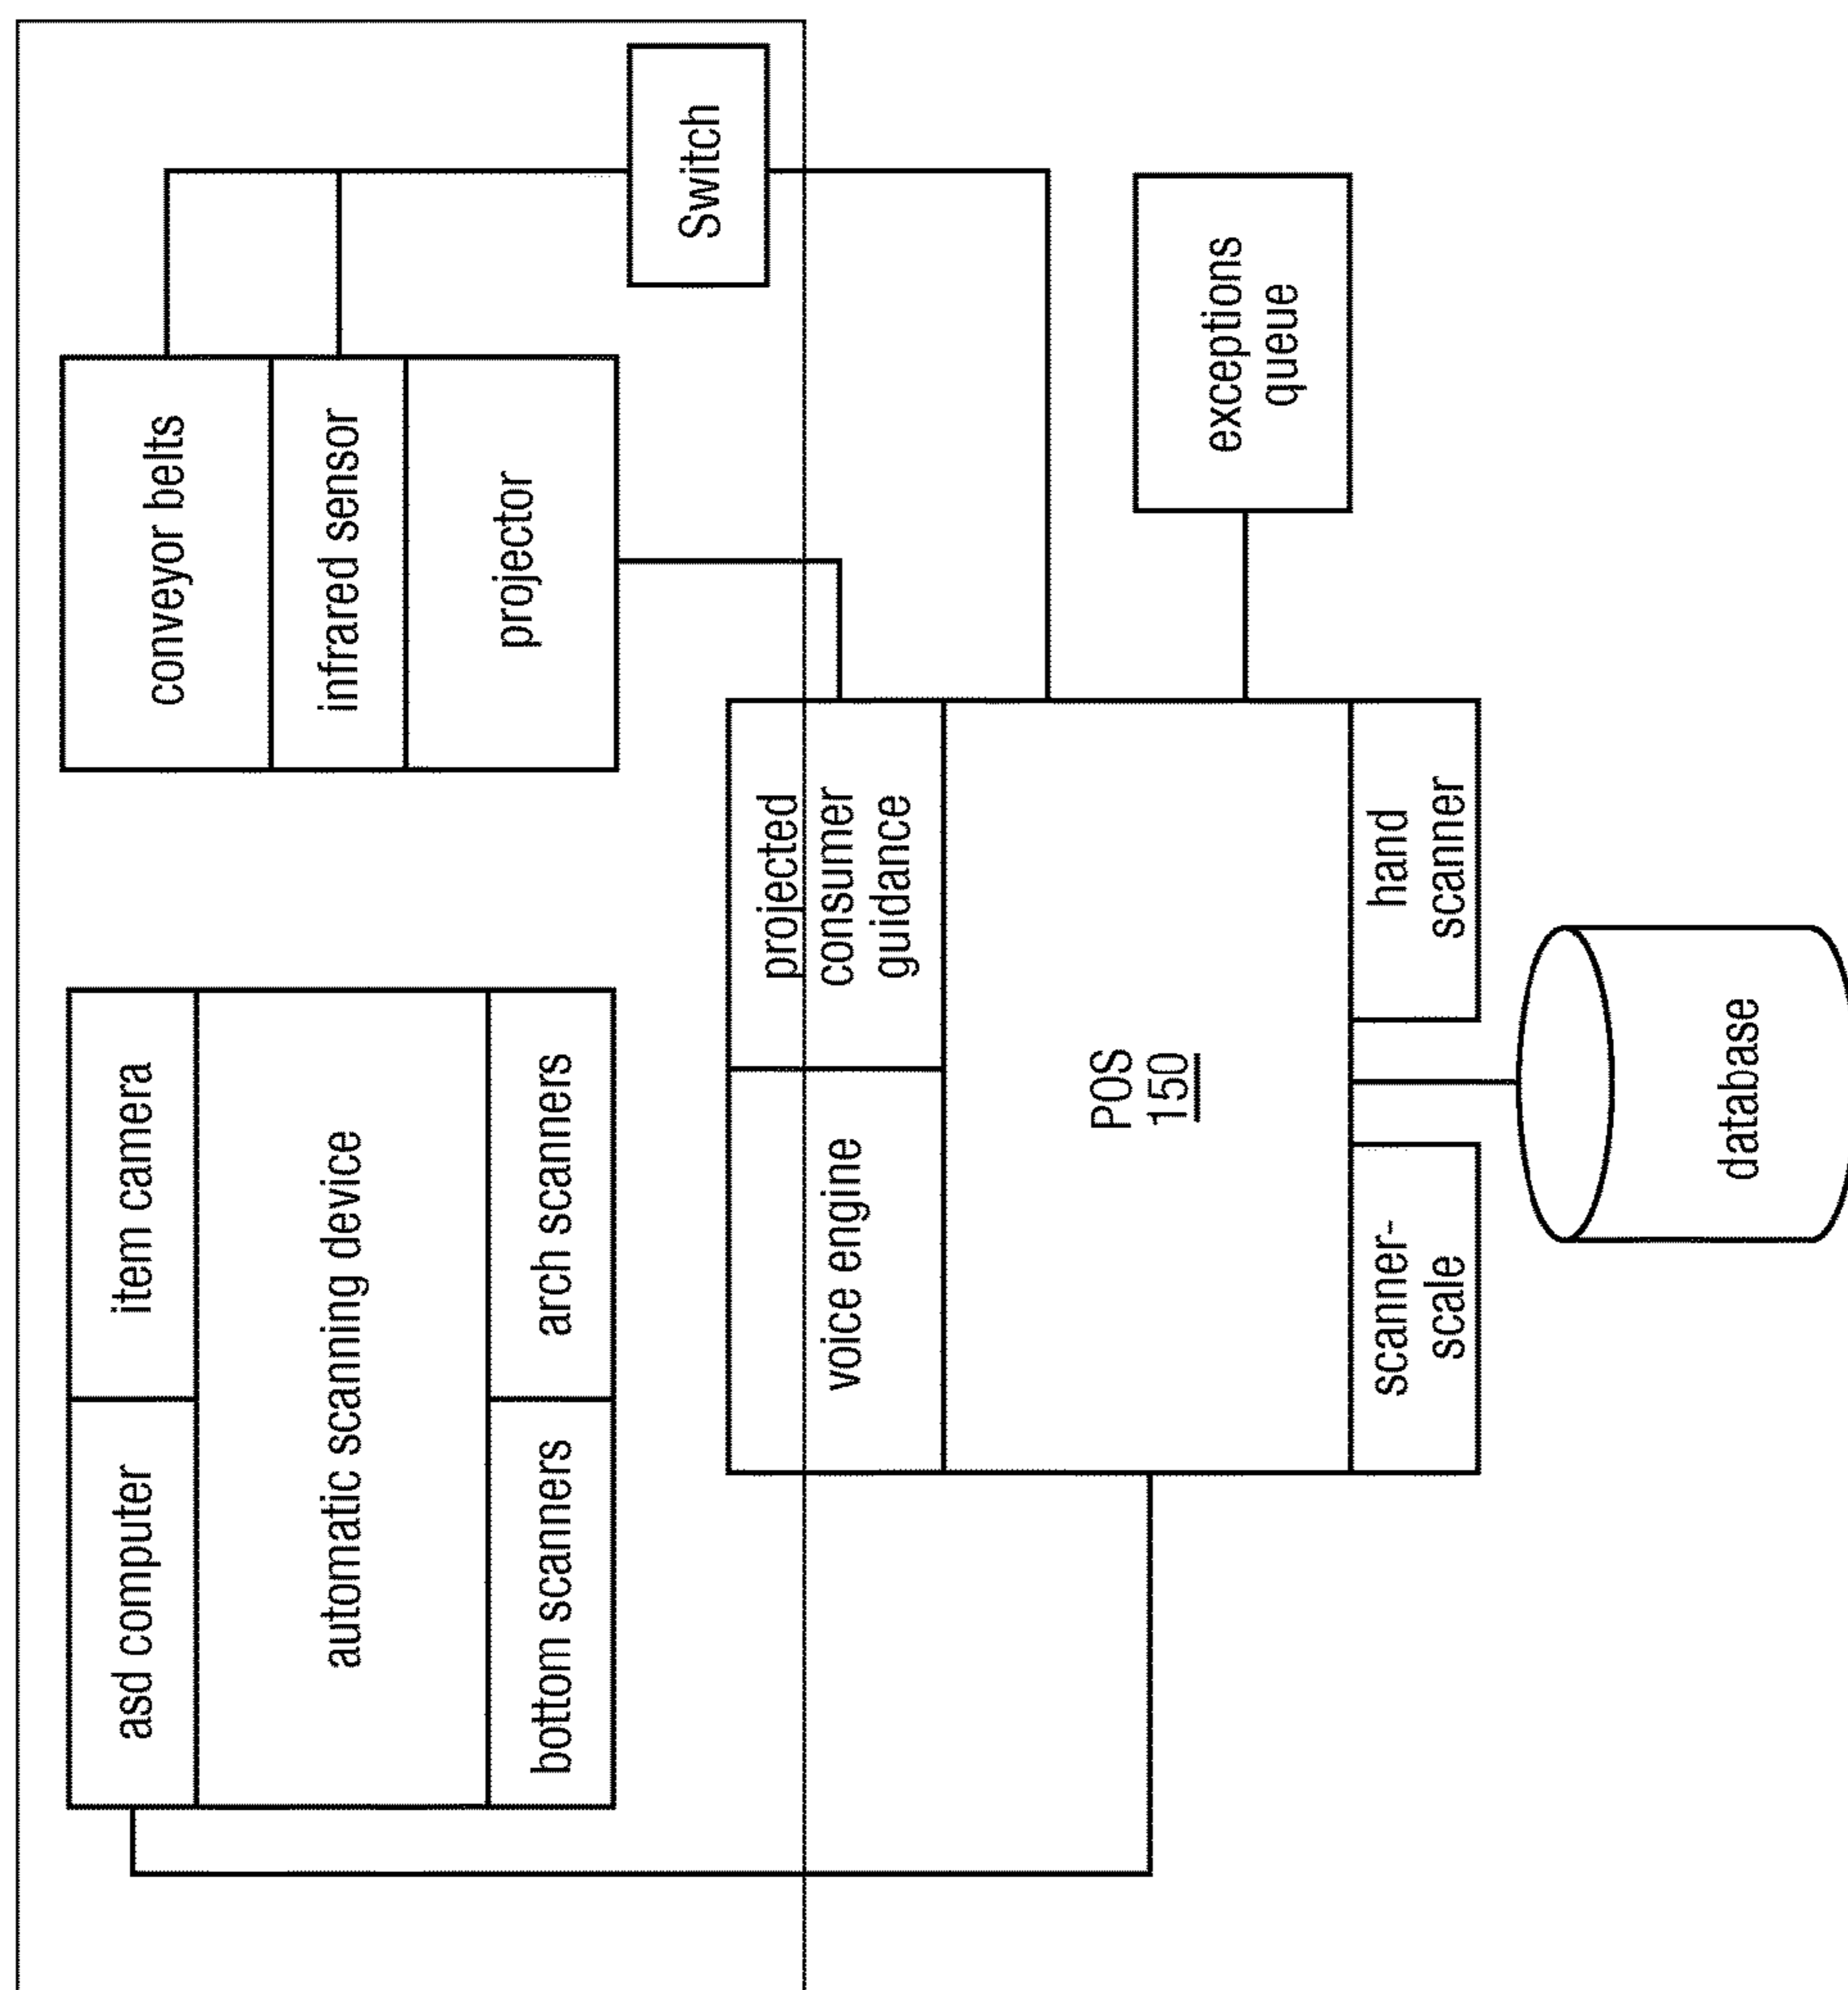 asd computer
item camera
automatic scanning device
bottom scanners
arch scanners
conveyor belts
infrared sensor
projector
Switch
voice engine
projected
consumer
guidance
POS
150
scanner-
scale
hand
scanner
exceptions
queue
database